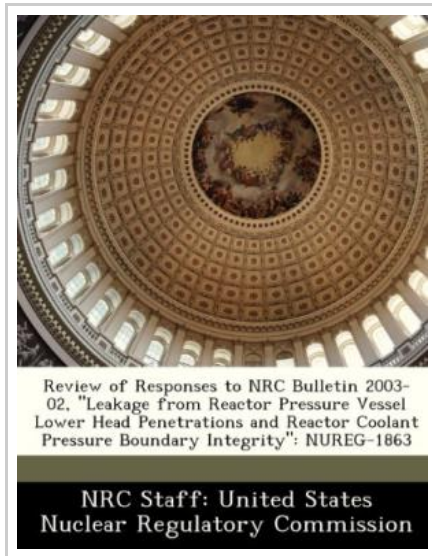 Review of Responses to NRC Bulletin 2003-
02, "Leakage from Reactor Pressure Vessel
Lower Head Penetrations and Reactor Coolant
Pressure Boundary Integrity": NUREG-1863
NRC Staff: United States
Nuclear Regulatory Commission